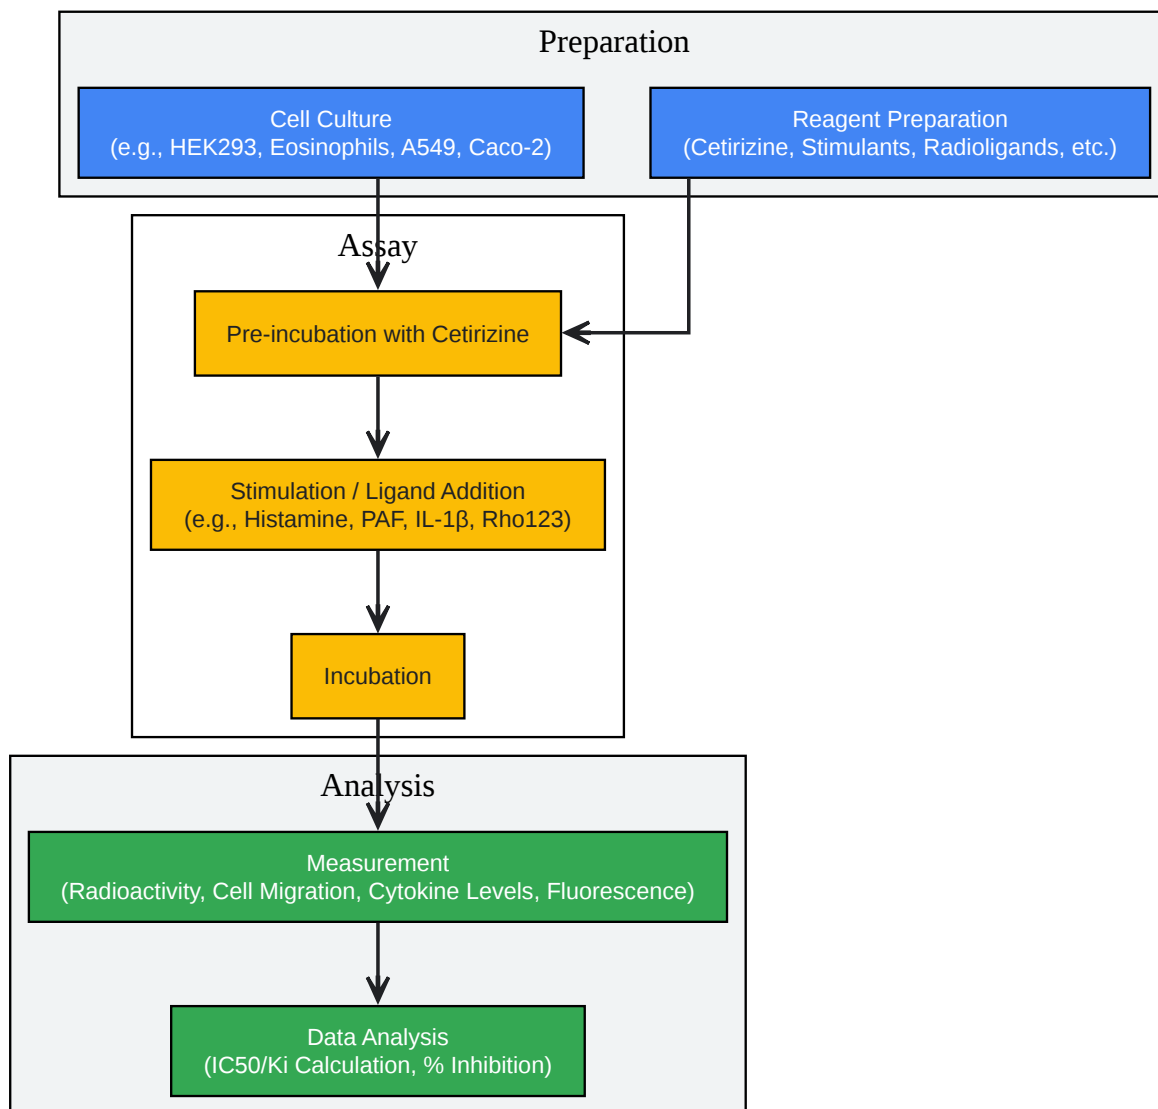 Preparation
Cell Culture
(e.g., HEK293, Eosinophils, A549, Caco-2)
Reagent Preparation
(Cetirizine, Stimulants, Radioligands, etc.)
Assay
Pre-incubation with Cetirizine
Stimulation / Ligand Addition
(e.g., Histamine, PAF, IL-1β, Rho123)
Incubation
Analysis
Measurement
(Radioactivity, Cell Migration, Cytokine Levels, Fluorescence)
Data Analysis
(IC50/Ki Calculation, % Inhibition)